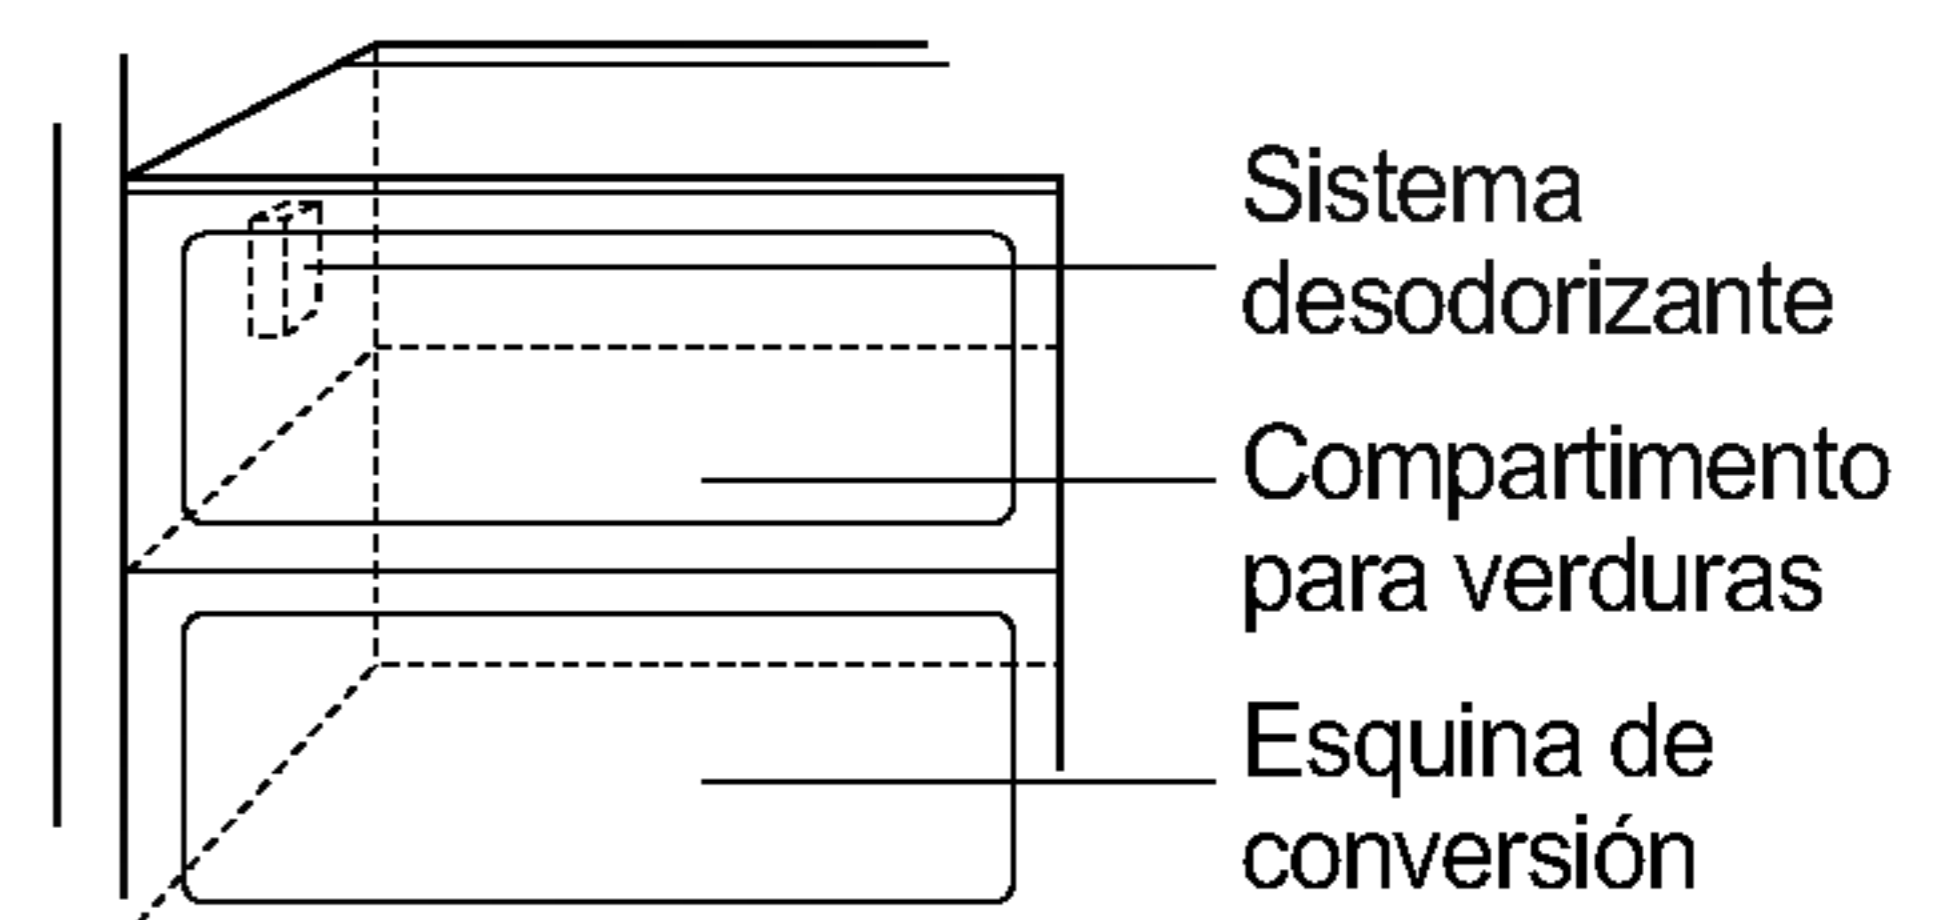 Sistema
desodorizante
Compartimento
para verduras
Esquina de
conversión